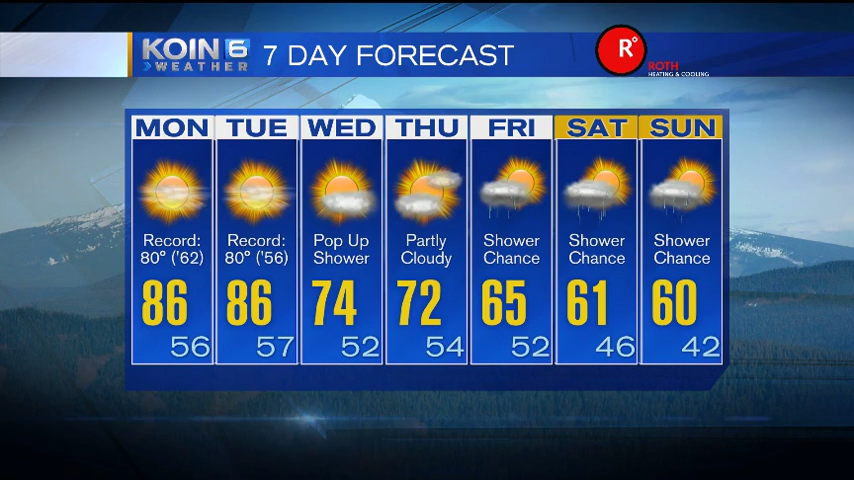 KOIN 6
WEATHER
7 DAY FORECAST
R°
ROTH
HEATING & COOLING
MON TUE WED THU FRI SAT SUN
Record: Record: Pop Up Partly Shower Shower Shower
80° ('62) 80° ('56) Shower Cloudy Chance Chance Chance
86 86 74 72 65 61 60
56 57 52 54 52 46 42